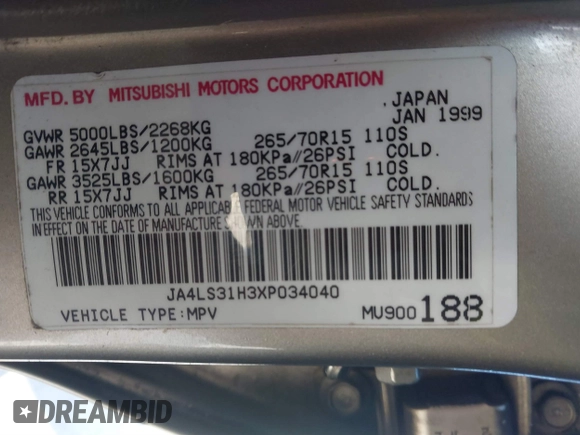 MFD. BY MITSUBISHI MOTORS CORPORATION
, JAPAN
JAN 1999
GVWR 5000LBS/2268KG
GAWR 2645LBS/1200KG 265/70R15 110S
FR 15X7JJ RIMS AT 180KPa//26PSI COLD.
GAWR 3525LBS/1600KG 265/70R15 110S
RR 15X7JJ RIMS AT 180KPa//26PSI COLD.
THIS VEHICLE CONFORMS TO ALL APPLICABLE FEDERAL MOTOR VEHICLE SAFETY STANDARDS
IN EFFECT ON THE DATE OF MANUFACTURE SHOWN ABOVE.
JA4LS31H3XP034040
VEHICLE TYPE:MPV MU900188
DREAMBID